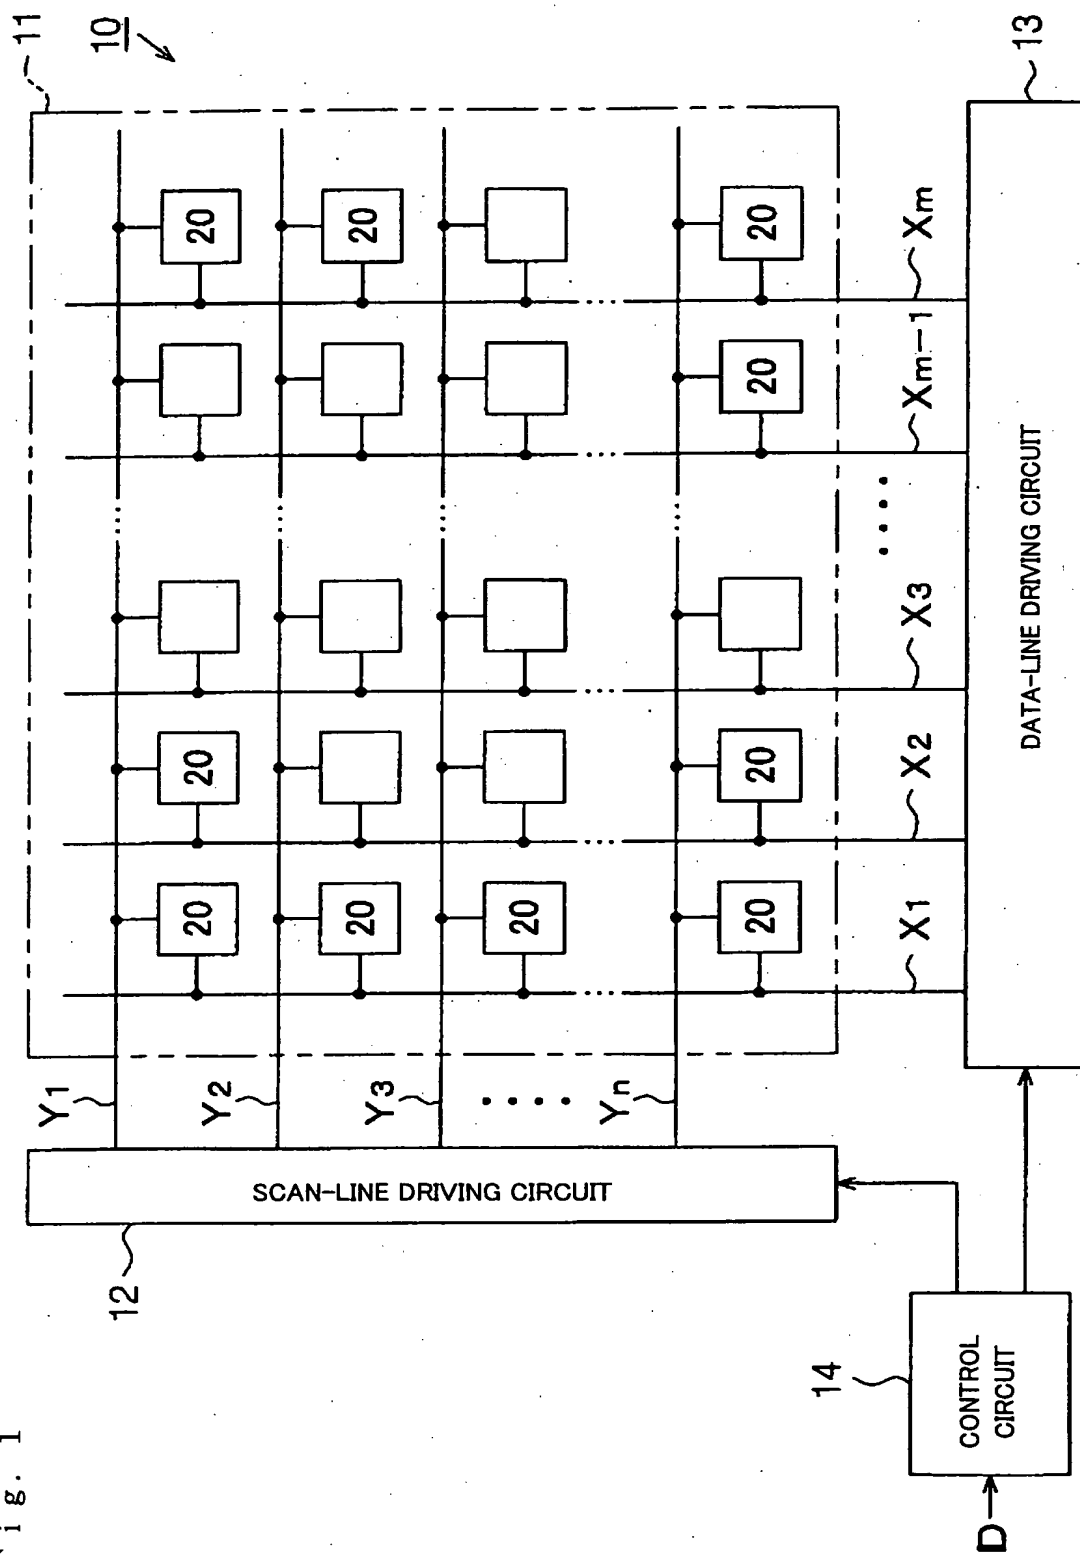 Fig. 1
11
10
Y1
12
20 20 20
Y2
20 20
Y3
SCAN-LINE DRIVING CIRCUIT
20
Yn
20 20 20 20
14
X1 X2 X3 Xm-1 Xm
D
CONTROL
CIRCUIT
DATA-LINE DRIVING CIRCUIT
13